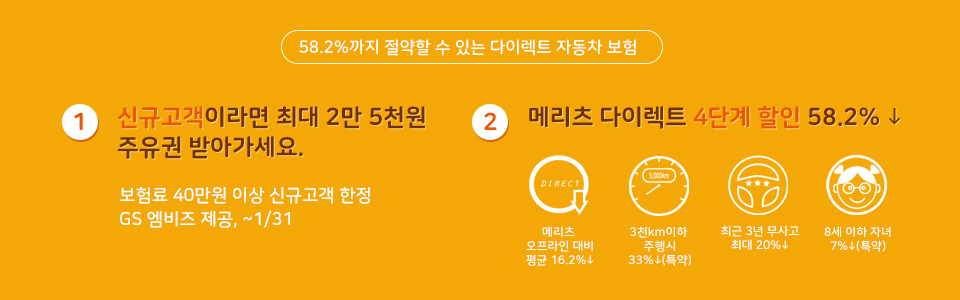 58.2%까지 절약할 수 있는 다이렉트 자동차 보험
1
신규고객이라면 최대 2만 5천원
주유권 받아가세요.
보험료 40만원 이상 신규고객 한정
GS 엠비즈 제공, ~1/31
2
메리츠 다이렉트 4단계 할인 58.2% ↓
DIRECT
메리츠
오프라인 대비
평균 16.2%↓
3,000km
3천km이하
주행시
33%↓(특약)
최근 3년 무사고
최대 20%↓
8세 이하 자녀
7%↓(특약)